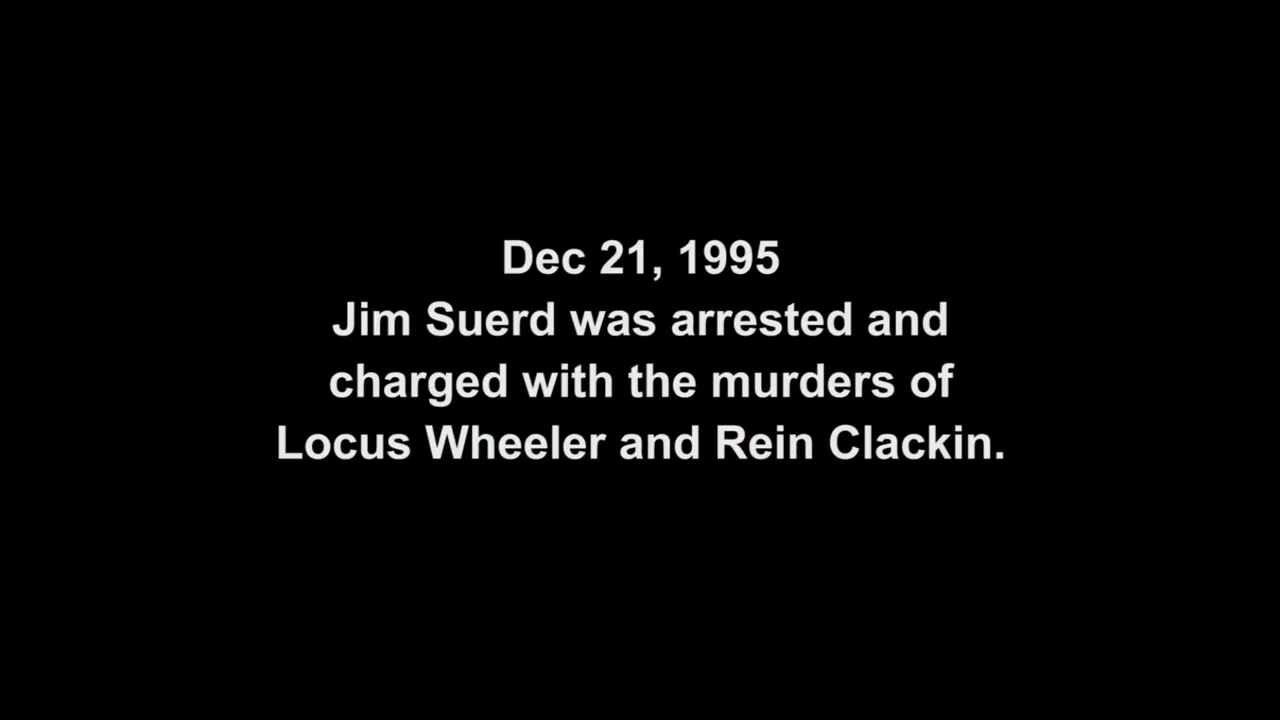 Dec 21, 1995
Jim Suerd was arrested and
charged with the murders of
Locus Wheeler and Rein Clackin.